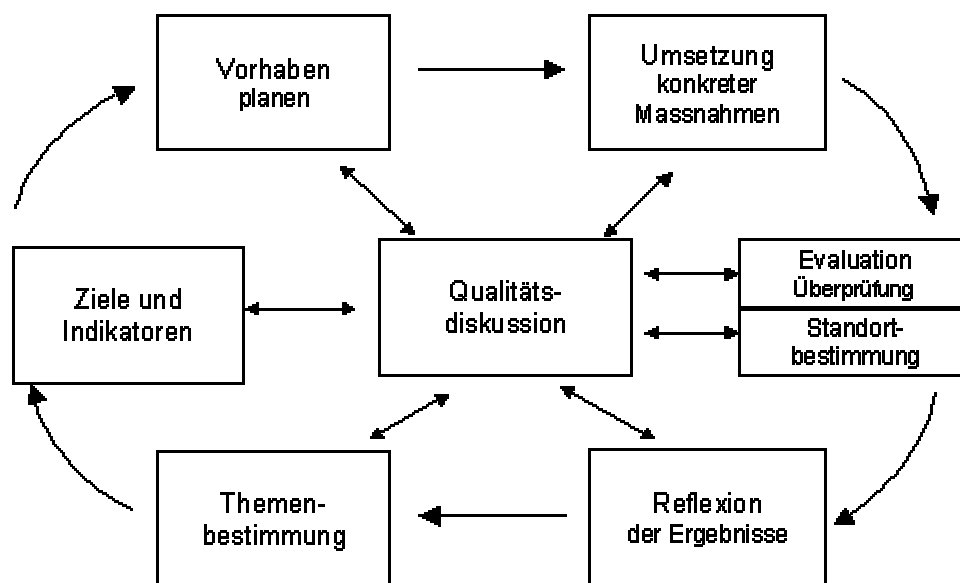 Vorhaben
planen
Umsetzung
konkreter
Massnahmen
Ziele und
Indikatoren
Qualitäts-
diskussion
Evaluation
Überprüfung
Standort-
bestimmung
Themen-
bestimmung
Reflexion
der Ergebnisse